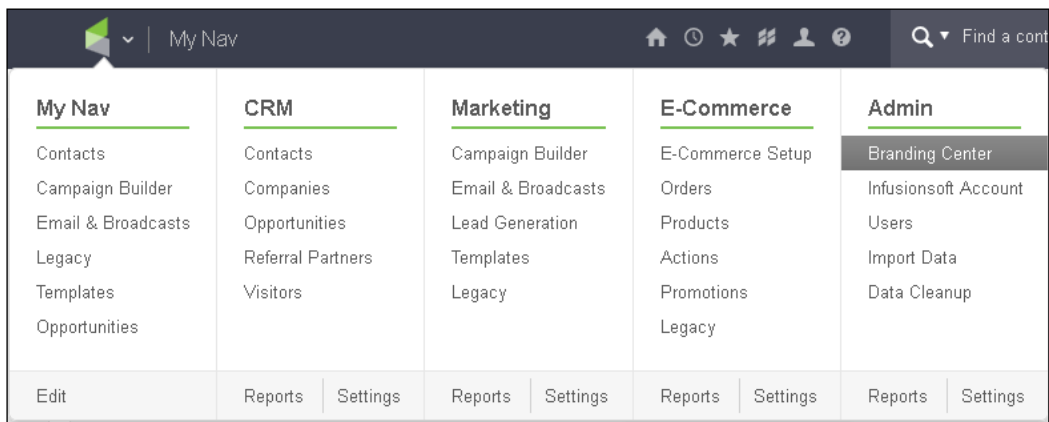 My Nav
Find a cont
My Nav
Contacts
Campaign Builder
Email & Broadcasts
Legacy
Templates
Opportunities
Edit
CRM
Contacts
Companies
Opportunities
Referral Partners
Visitors
Reports
Settings
Marketing
Campaign Builder
Email & Broadcasts
Lead Generation
Templates
Legacy
Reports
Settings
E-Commerce
E-Commerce Setup
Orders
Products
Actions
Promotions
Legacy
Reports
Settings
Admin
Branding Center
Infusionsoft Account
Users
Import Data
Data Cleanup
Reports
Settings